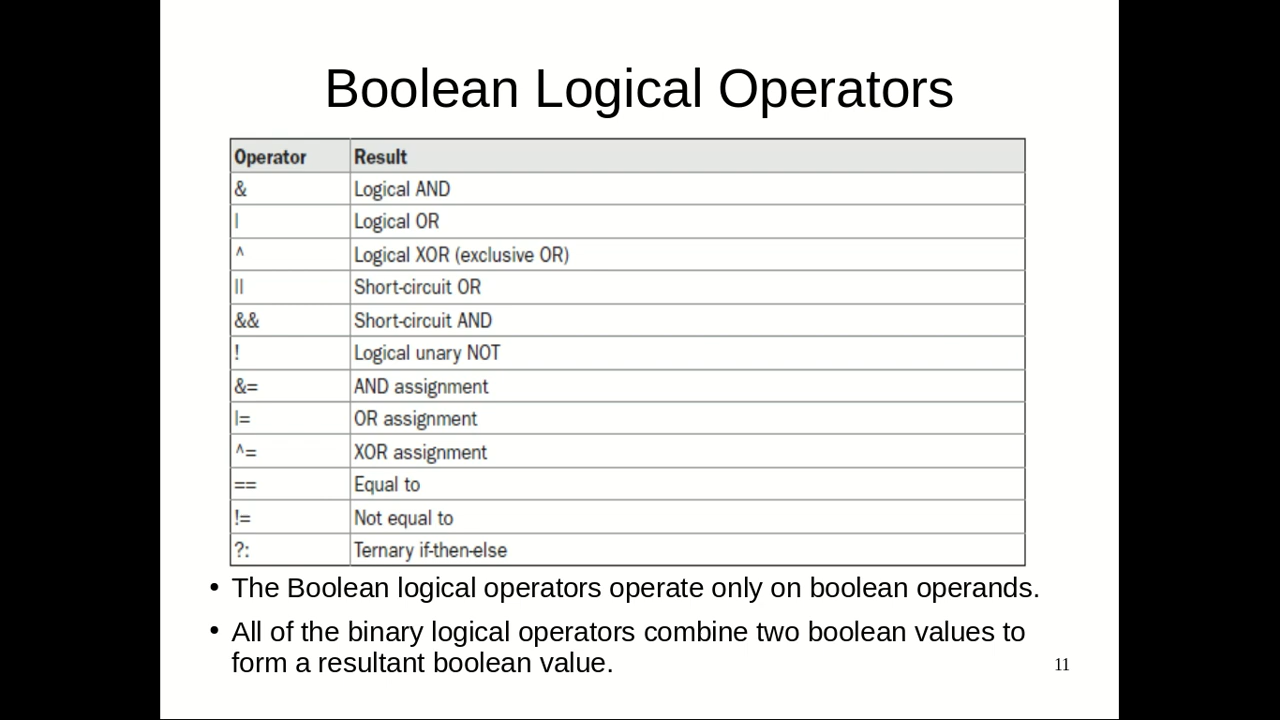 Boolean Logical Operators
Operator Result
& Logical AND
| Logical OR
^ Logical XOR (exclusive OR)
|| Short-circuit OR
&& Short-circuit AND
! Logical unary NOT
&= AND assignment
|= OR assignment
^= XOR assignment
== Equal to
!= Not equal to
?: Ternary if-then-else
• The Boolean logical operators operate only on boolean operands.
• All of the binary logical operators combine two boolean values to
form a resultant boolean value.
11